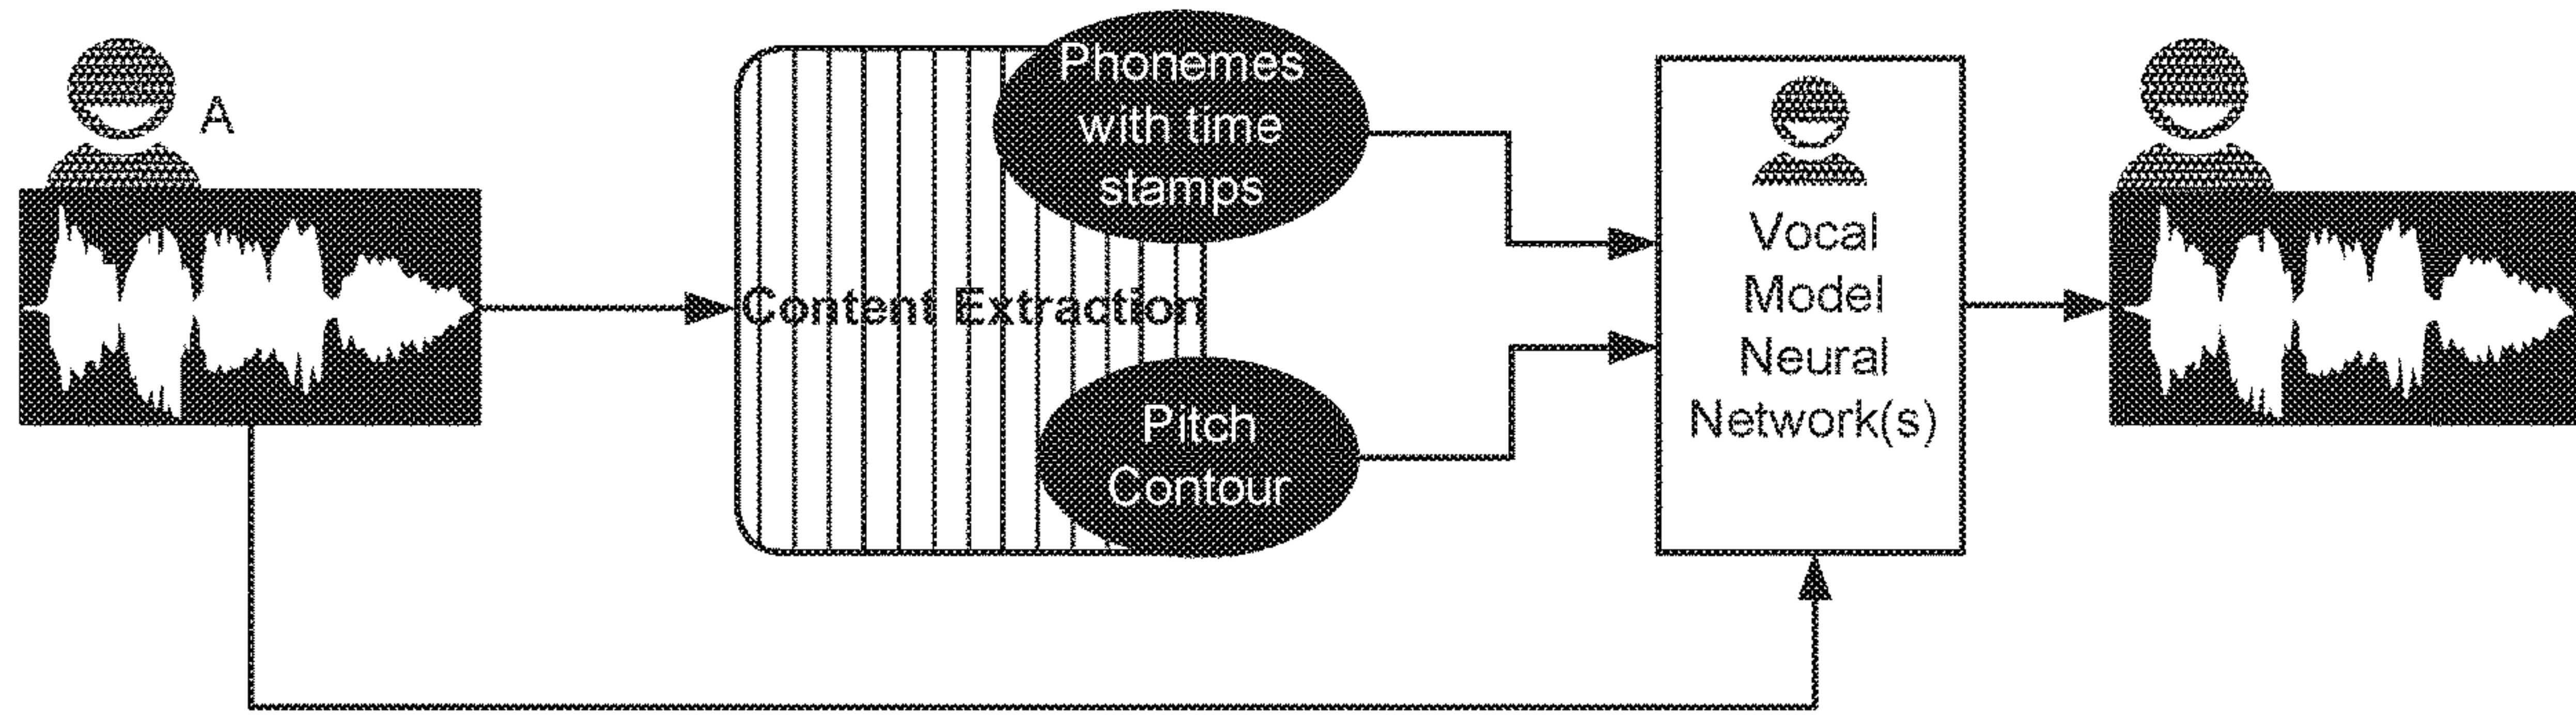 A
Phonemes
with time
stamps
Content Extraction
Pitch
Contour
Vocal
Model
Neural
Network(s)